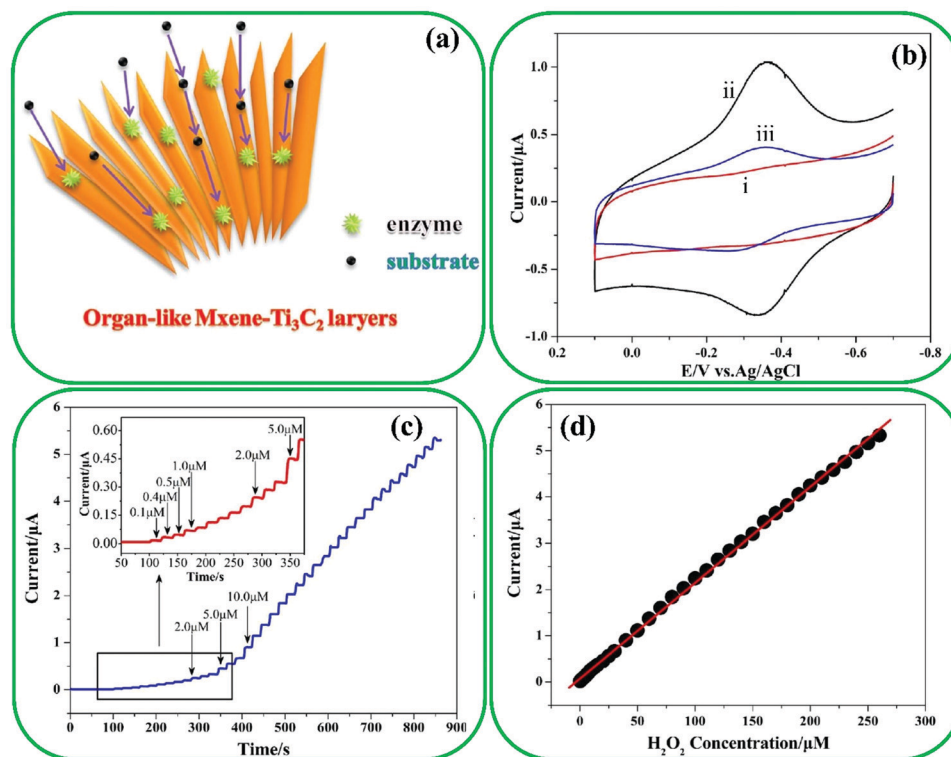 (a)
enzyme
substrate
Organ-like Mxene-Ti₃C₂ laryers
(b)
ii
iii
i
1.0
0.5
0.0
-0.5
-1.0
Current/μA
0.2 0.0 -0.2 -0.4 -0.6 -0.8
E/V vs.Ag/AgCl
(c)
6
5
4
3
2
1
0
Current/μA
0.60
0.45
0.30
0.15
0.00
Current/μA
5.0μM
2.0μM
1.0μM
0.5μM
0.4μM
0.1μM
50 100 150 200 250 300 350
Time/s
10.0μM
5.0μM
2.0μM
0 100 200 300 400 500 600 700 800 900
Time/s
(d)
6
5
4
3
2
1
0
Current/μA
0 50 100 150 200 250 300
H₂O₂ Concentration/μM